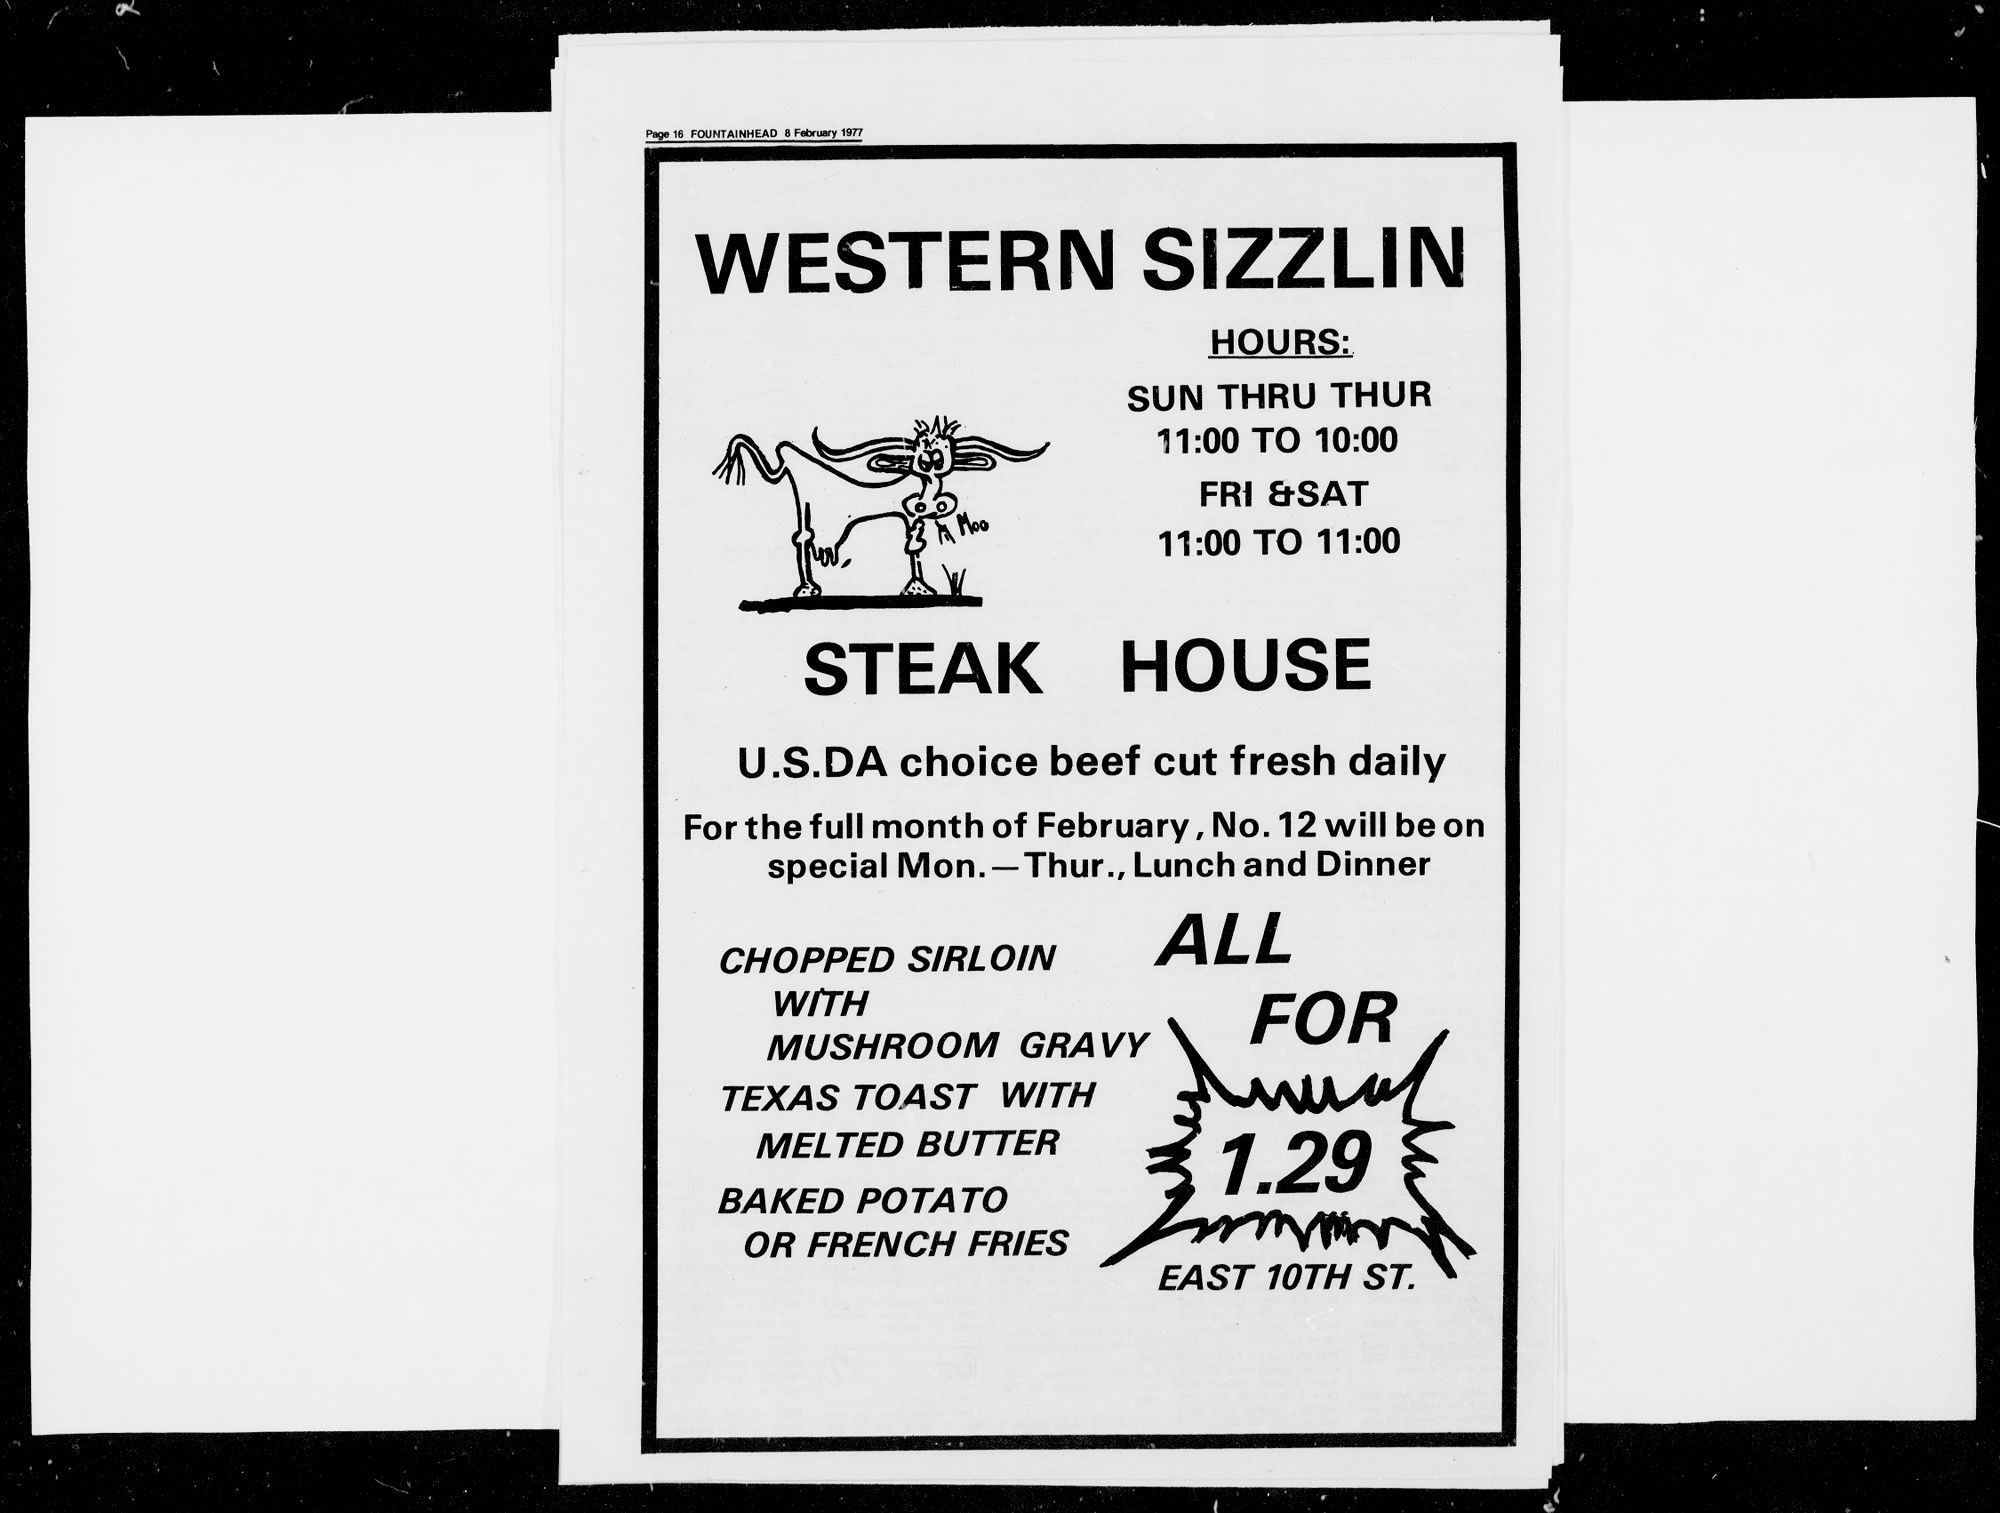 Page 16 FOUNTAINHEAD 8 February 1977
WESTERN SIZZLIN
HOURS:
SUN THRU THUR
11:00 TO 10:00
FRI &SAT
11:00 TO 11:00
Moo
STEAK HOUSE
U.S.DA choice beef cut fresh daily
For the full month of February, No. 12 will be on
special Mon.—Thur., Lunch and Dinner
CHOPPED SIRLOIN
WITH
MUSHROOM GRAVY
TEXAS TOAST WITH
MELTED BUTTER
BAKED POTATO
OR FRENCH FRIES
ALL
FOR
1.29
EAST 10TH ST.